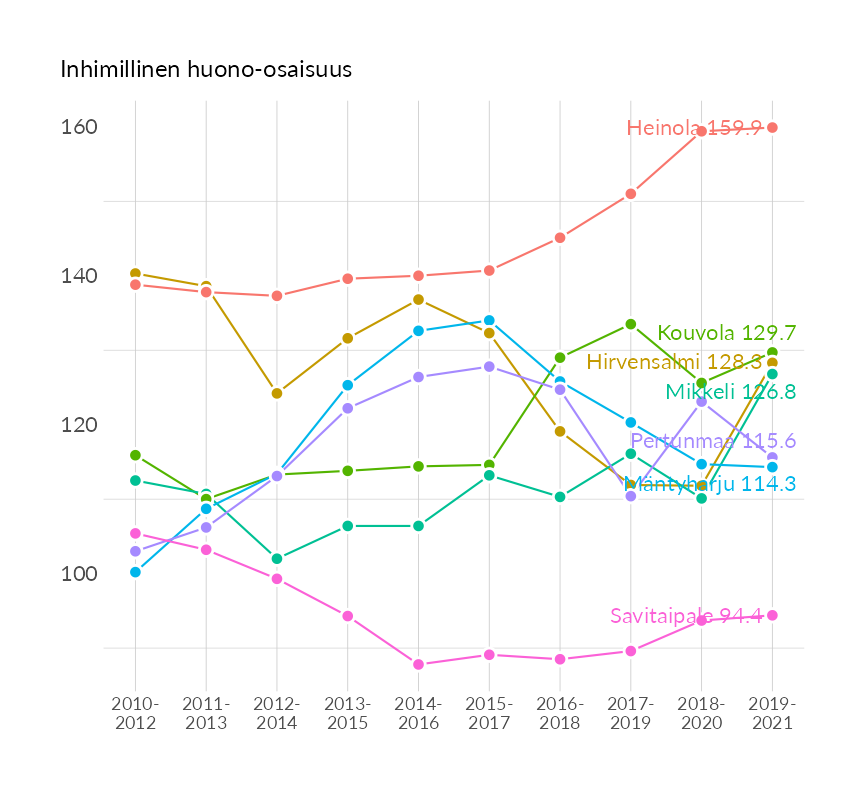 Inhimillinen huono-osaisuus
160
Heinola 159.9
140
Kouvola 129.7
Hirvensalmi 128.3
Mikkeli 126.8
120
Pertunmaa 115.6
Mäntyharju 114.3
100
Savitaipale 94.4
2010- 2011- 2012- 2013- 2014- 2015- 2016- 2017- 2018- 2019-
2012 2013 2014 2015 2016 2017 2018 2019 2020 2021